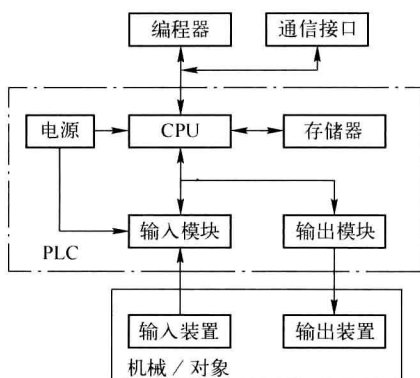 编程器
通信接口
电源
CPU
存储器
输入模块
输出模块
PLC
输入装置
输出装置
机械 / 对象